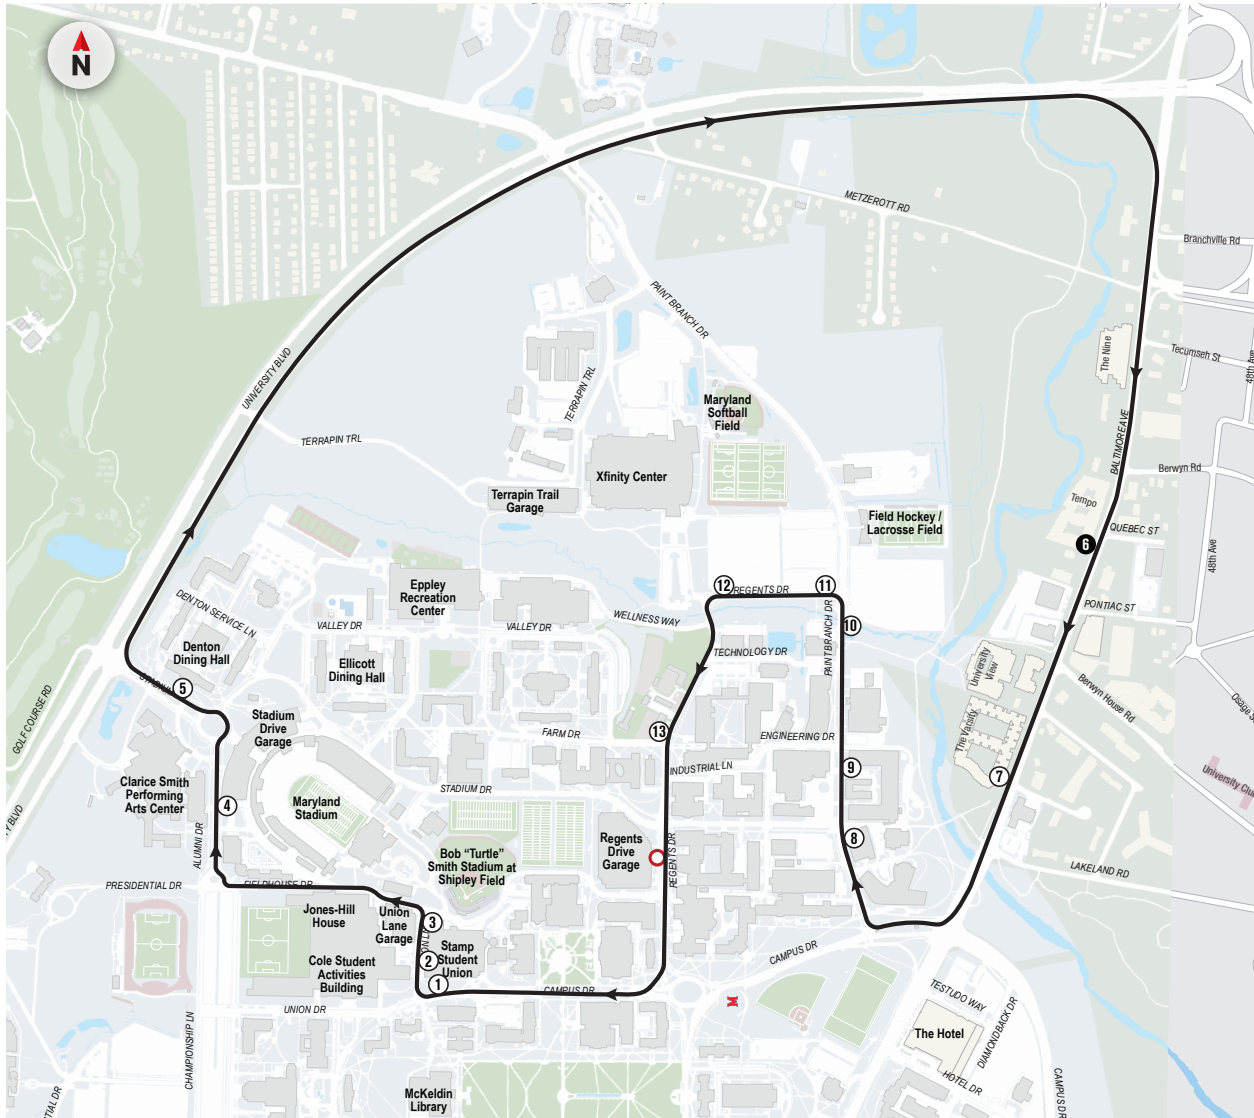 N
METZEROTT RD
Branchville Rd
PAINT BRANCH DR
UNIVERSITY BLVD
The Nine
Tecumseh St
48th Ave
TERRAPIN TRL
Maryland
Softball
Field
BALTIMORE AVE
TERRAPIN TRL
Berwyn Rd
Xfinity Center
Terrapin Trail
Garage
Tempo
Field Hockey /
Lacrosse Field
QUEBEC ST
6
48th Ave
Eppley
Recreation
Center
12
REGENTS DR
11
DENTON SERVICE LN
WELLNESS WAY
PAINT BRANCH DR
PONTIAC ST
VALLEY DR
VALLEY DR
10
Denton
Dining Hall
TECHNOLOGY DR
Ellicott
Dining Hall
University
View
5
Berwyn House Rd
GOLF COURSE RD
Stadium
Drive
Garage
FARM DR
13
ENGINEERING DR
The Varsity
INDUSTRIAL LN
9
7
University Club
Clarice Smith
Performing
Arts Center
STADIUM DR
4
Maryland
Stadium
ALUMNI DR
Regents
Drive
Garage
REGENTS DR
8
Bob “Turtle”
Smith Stadium at
Shipley Field
LAKELAND RD
PRESIDENTIAL DR
FIELDHOUSE DR
Jones-Hill
House
Union
Lane
Garage
3
Stamp
Student
Union
2
CAMPUS DR
Cole Student
Activities
Building
1
CAMPUS DR
M
TESTUDO WAY
UNION DR
DIAMONDBACK DR
The Hotel
CHAMPIONSHIP LN
HOTEL DR
McKeldin
Library
CAMPUS DR